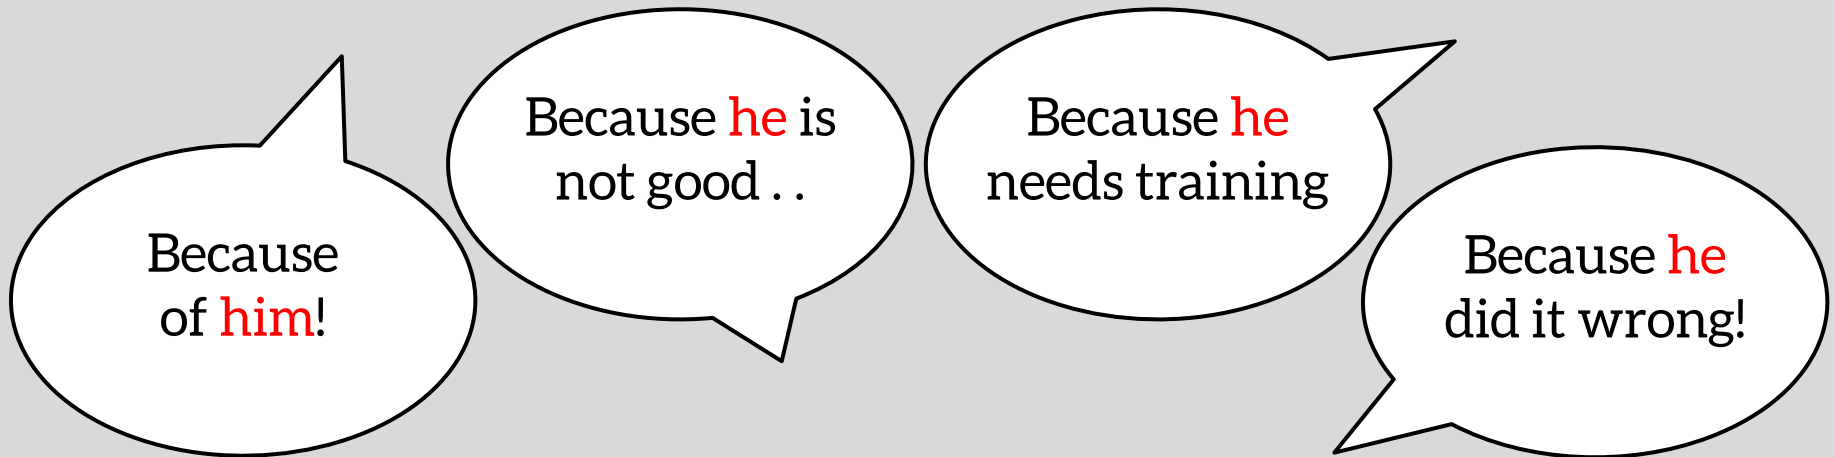 Because
of him!
Because he is
not good . .
Because he
needs training
Because he
did it wrong!